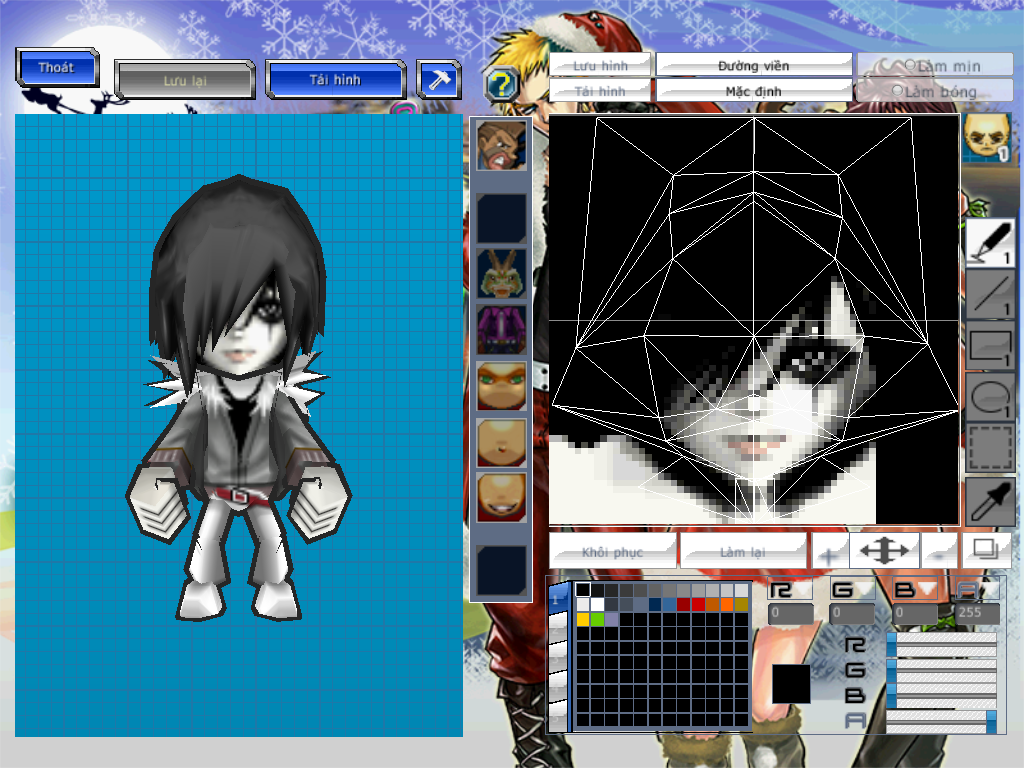 Thoát
Lưu lại
Tải hình
?
Lưu hình
Đường viền
Làm mịn
Tải hình
Mặc định
Làm bóng
1
1
1
1
1
Khôi phục
Làm lại
+
-
1
R G B A
0 0 0 255
R
G
B
A